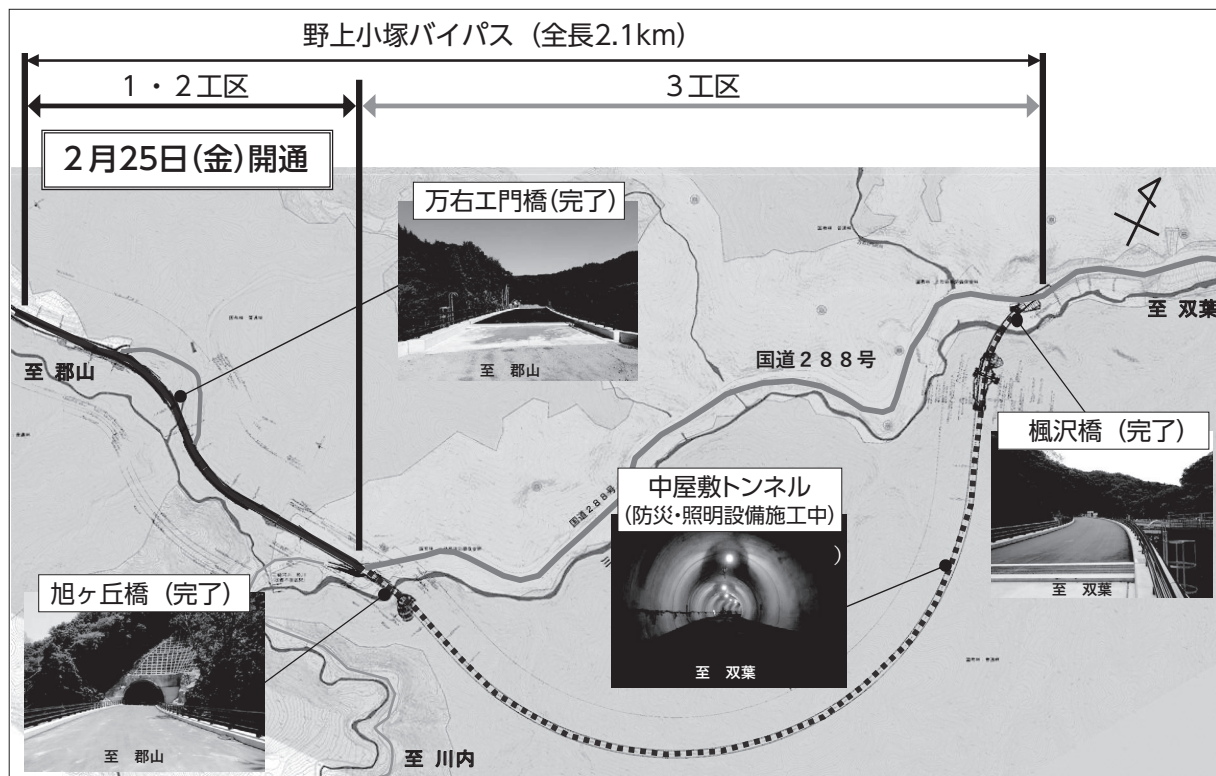 野上小塚バイパス（全長2.1km）
1・2工区
3工区
2月25日(金)開通
万右エ門橋(完了)
至 郡山
至 双葉
至 郡山
国道288号
楓沢橋（完了）
中屋敷トンネル
(防災・照明設備施工中)
)
国道288号
至 双葉
旭ヶ丘橋（完了）
川
至 双葉
至 郡山
至 川内